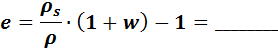 e = ρₛ/ρ · (1 + w) − 1 = ______